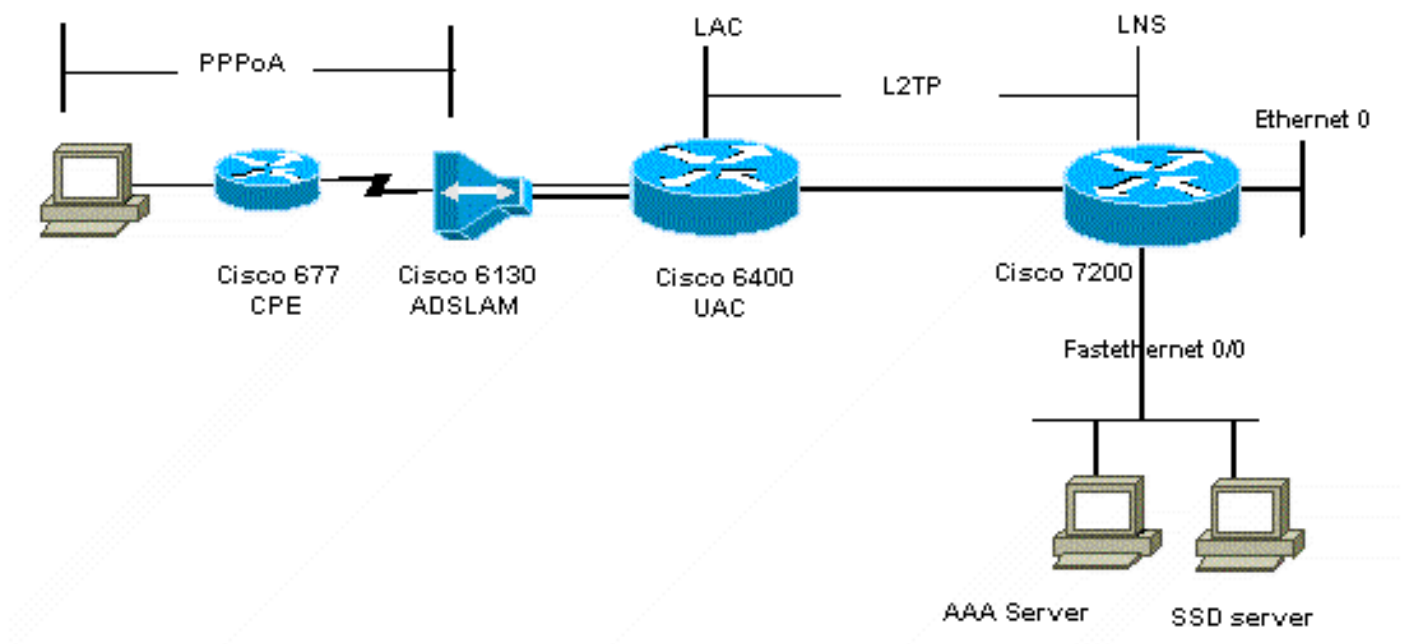 LAC
LNS
PPPoA
L2TP
Ethernet 0
Cisco 677
CPE
Cisco 6130
ADSLAM
Cisco 6400
UAC
Cisco 7200
Fastethernet 0/0
AAA Server
SSD server